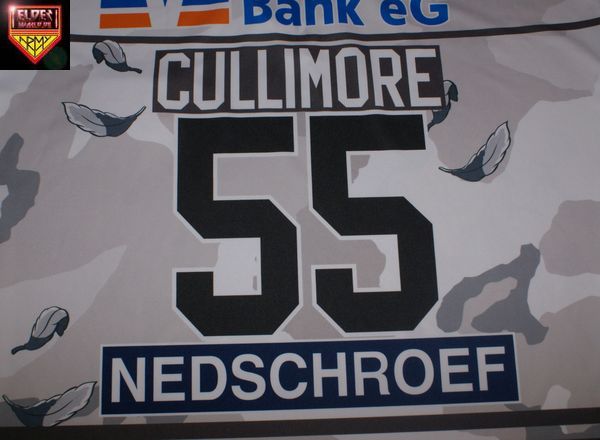 Bank eG
CULLIMORE
55
NEDSCHROEF